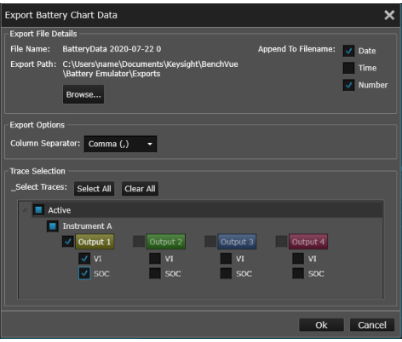 Export Battery Chart Data
Export File Details
File Name: BatteryData 2020-07-22 0
Append To Filename: Date
Export Path: C:\Users\name\Documents\Keysight\BenchVue
\Battery Emulator\Exports
Time
Number
Browse...
Export Options
Column Separator: Comma (,)
Trace Selection
_Select Traces: Select All Clear All
Active
Instrument A
Output 1 Output 2 Output 3 Output 4
VI VI VI VI
SOC SOC SOC SOC
Ok Cancel